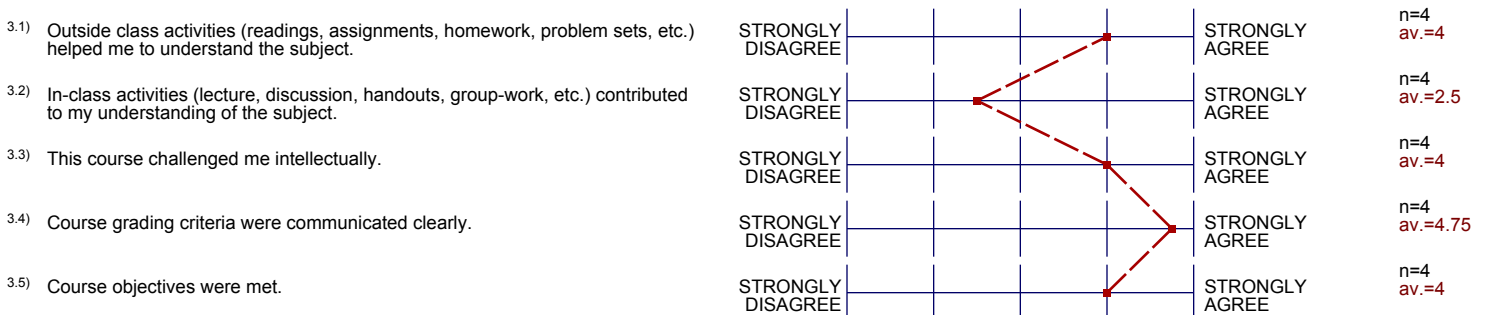 3.1) Outside class activities (readings, assignments, homework, problem sets, etc.)
helped me to understand the subject.
STRONGLY
DISAGREE
STRONGLY
AGREE
n=4
av.=4
3.2) In-class activities (lecture, discussion, handouts, group-work, etc.) contributed
to my understanding of the subject.
STRONGLY
DISAGREE
STRONGLY
AGREE
n=4
av.=2.5
3.3) This course challenged me intellectually.
STRONGLY
DISAGREE
STRONGLY
AGREE
n=4
av.=4
3.4) Course grading criteria were communicated clearly.
STRONGLY
DISAGREE
STRONGLY
AGREE
n=4
av.=4.75
3.5) Course objectives were met.
STRONGLY
DISAGREE
STRONGLY
AGREE
n=4
av.=4